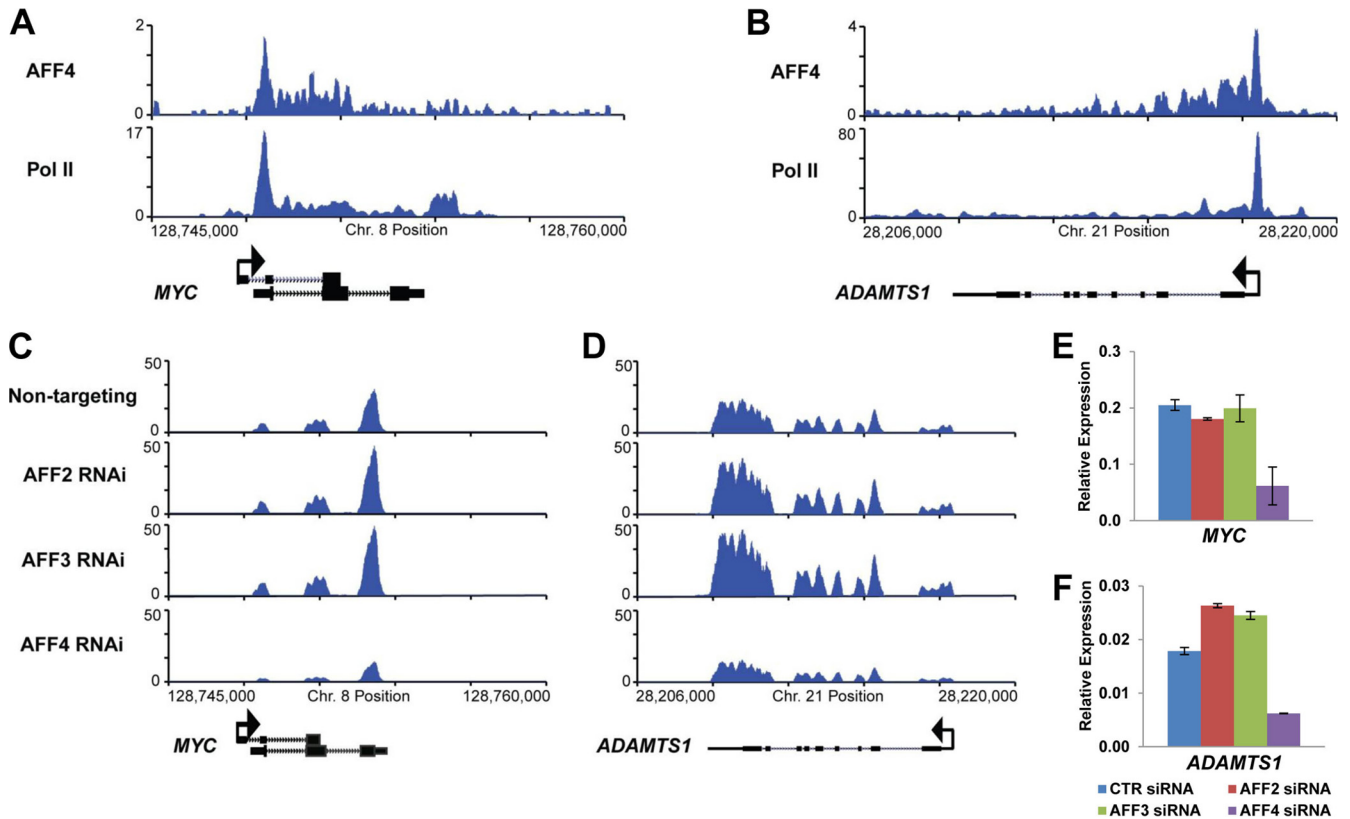 A
2
AFF4
0
17
Pol II
0
128,745,000 Chr. 8 Position 128,760,000
MYC
B
4
AFF4
0
80
Pol II
0
28,206,000 Chr. 21 Position 28,220,000
ADAMTS1
C
50
Non-targeting
0
50
AFF2 RNAi
0
50
AFF3 RNAi
0
50
AFF4 RNAi
0
128,745,000 Chr. 8 Position 128,760,000
MYC
D
50
0
50
0
50
0
50
0
28,206,000 Chr. 21 Position 28,220,000
ADAMTS1
E
Relative Expression
0.3
0.2
0.1
0.0
MYC
F
Relative Expression
0.03
0.02
0.01
0.00
ADAMTS1
CTR siRNA AFF2 siRNA
AFF3 siRNA AFF4 siRNA